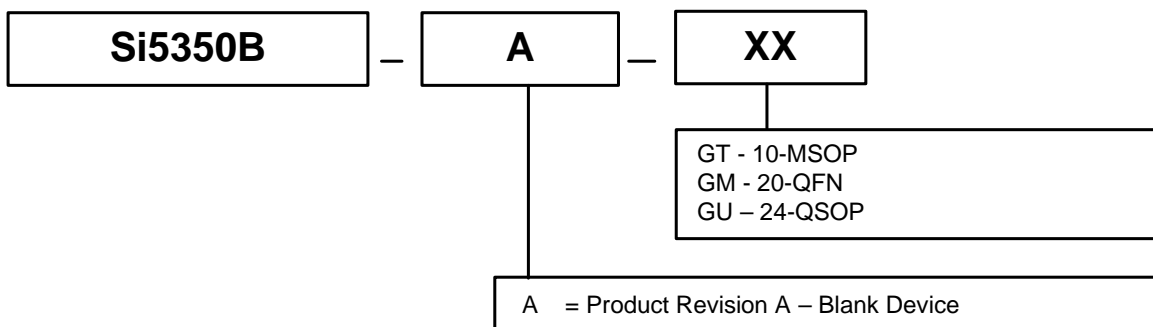 Si5350B – A – XX
GT - 10-MSOP
GM - 20-QFN
GU – 24-QSOP
A = Product Revision A – Blank Device